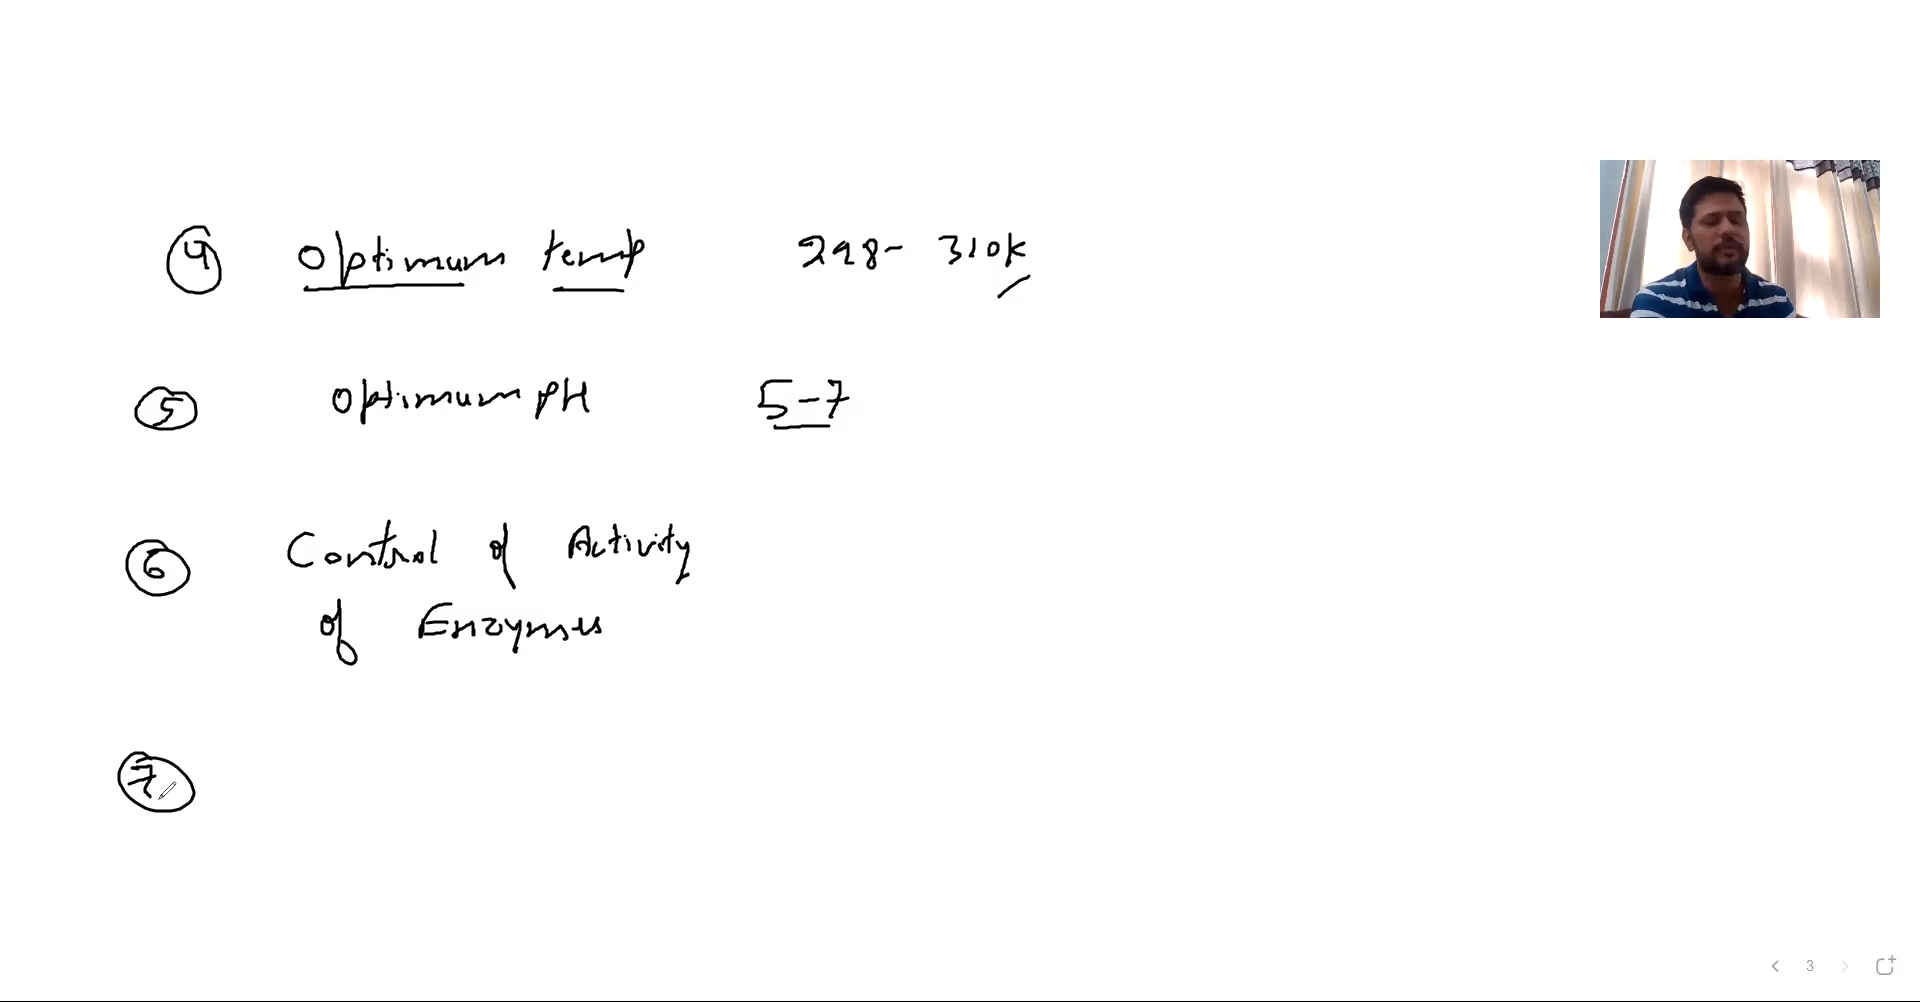 4 Optimum temp 298- 310K
5 Optimum pH 5-7
6 Control of Activity
of Enzymes
7
3